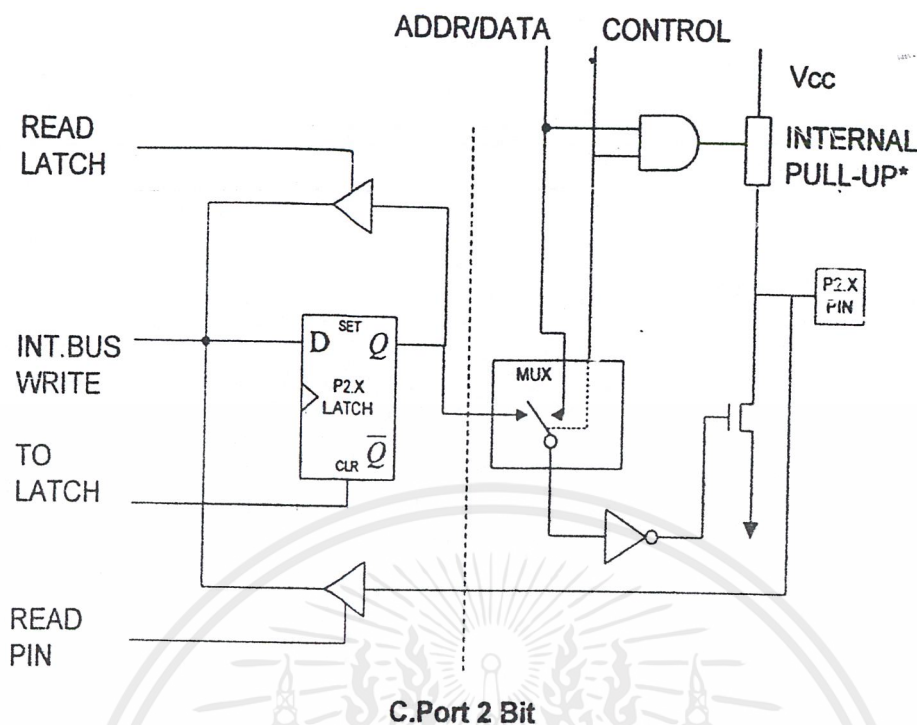 ADDR/DATA
CONTROL
Vcc
READ
LATCH
INTERNAL
PULL-UP*
P2.X
PIN
SET
D
Q
INT.BUS
WRITE
P2.X
LATCH
MUX
Q̅
CLR
TO
LATCH
READ
PIN
C.Port 2 Bit